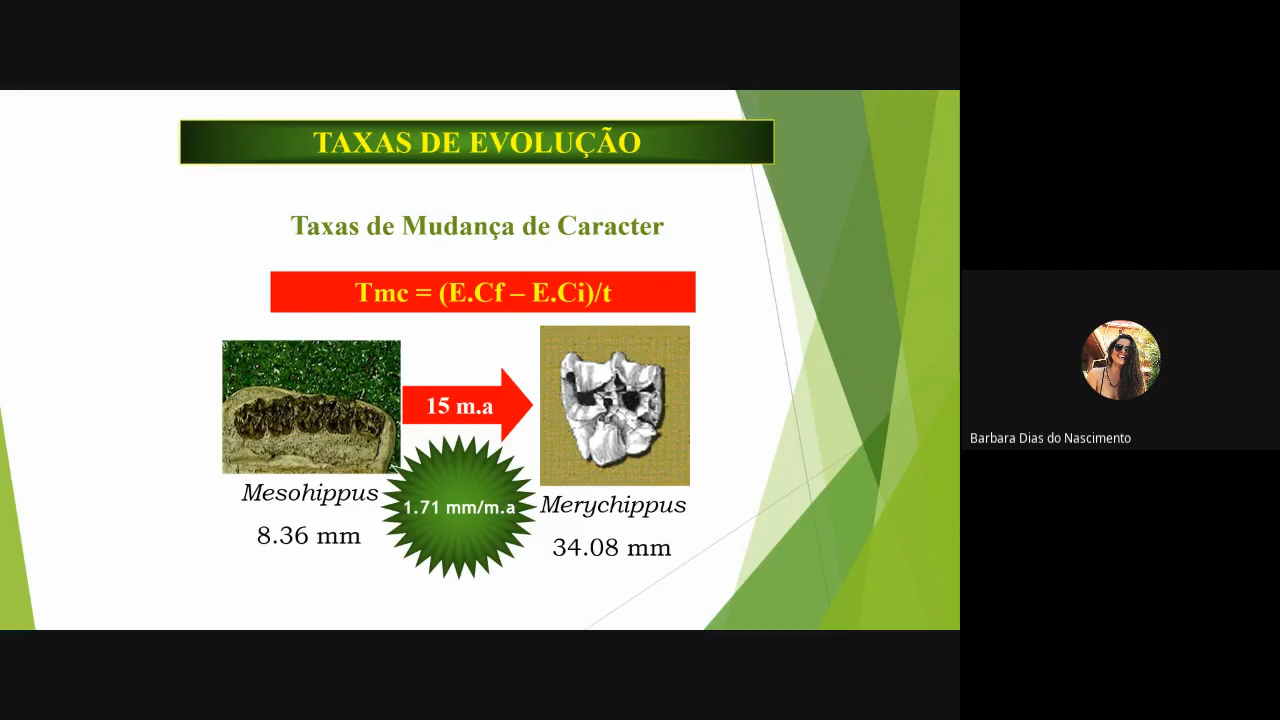 TAXAS DE EVOLUÇÃO
Taxas de Mudança de Caracter
Tmc = (E.Cf – E.Ci)/t
15 m.a
Mesohippus
8.36 mm
1.71 mm/m.a
Merychippus
34.08 mm
Barbara Dias do Nascimento